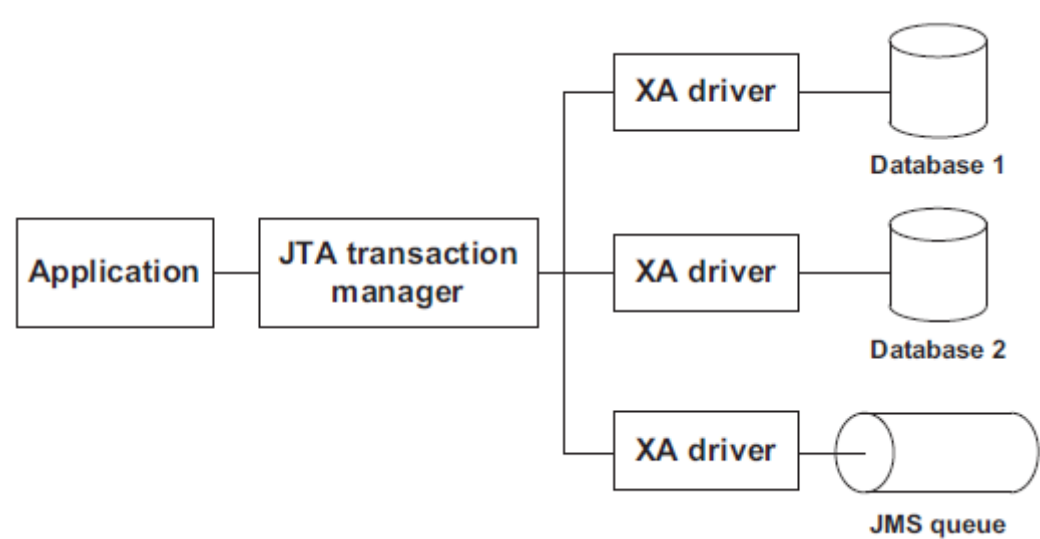 XA driver
Database 1
Application
JTA transaction
manager
XA driver
Database 2
XA driver
JMS queue